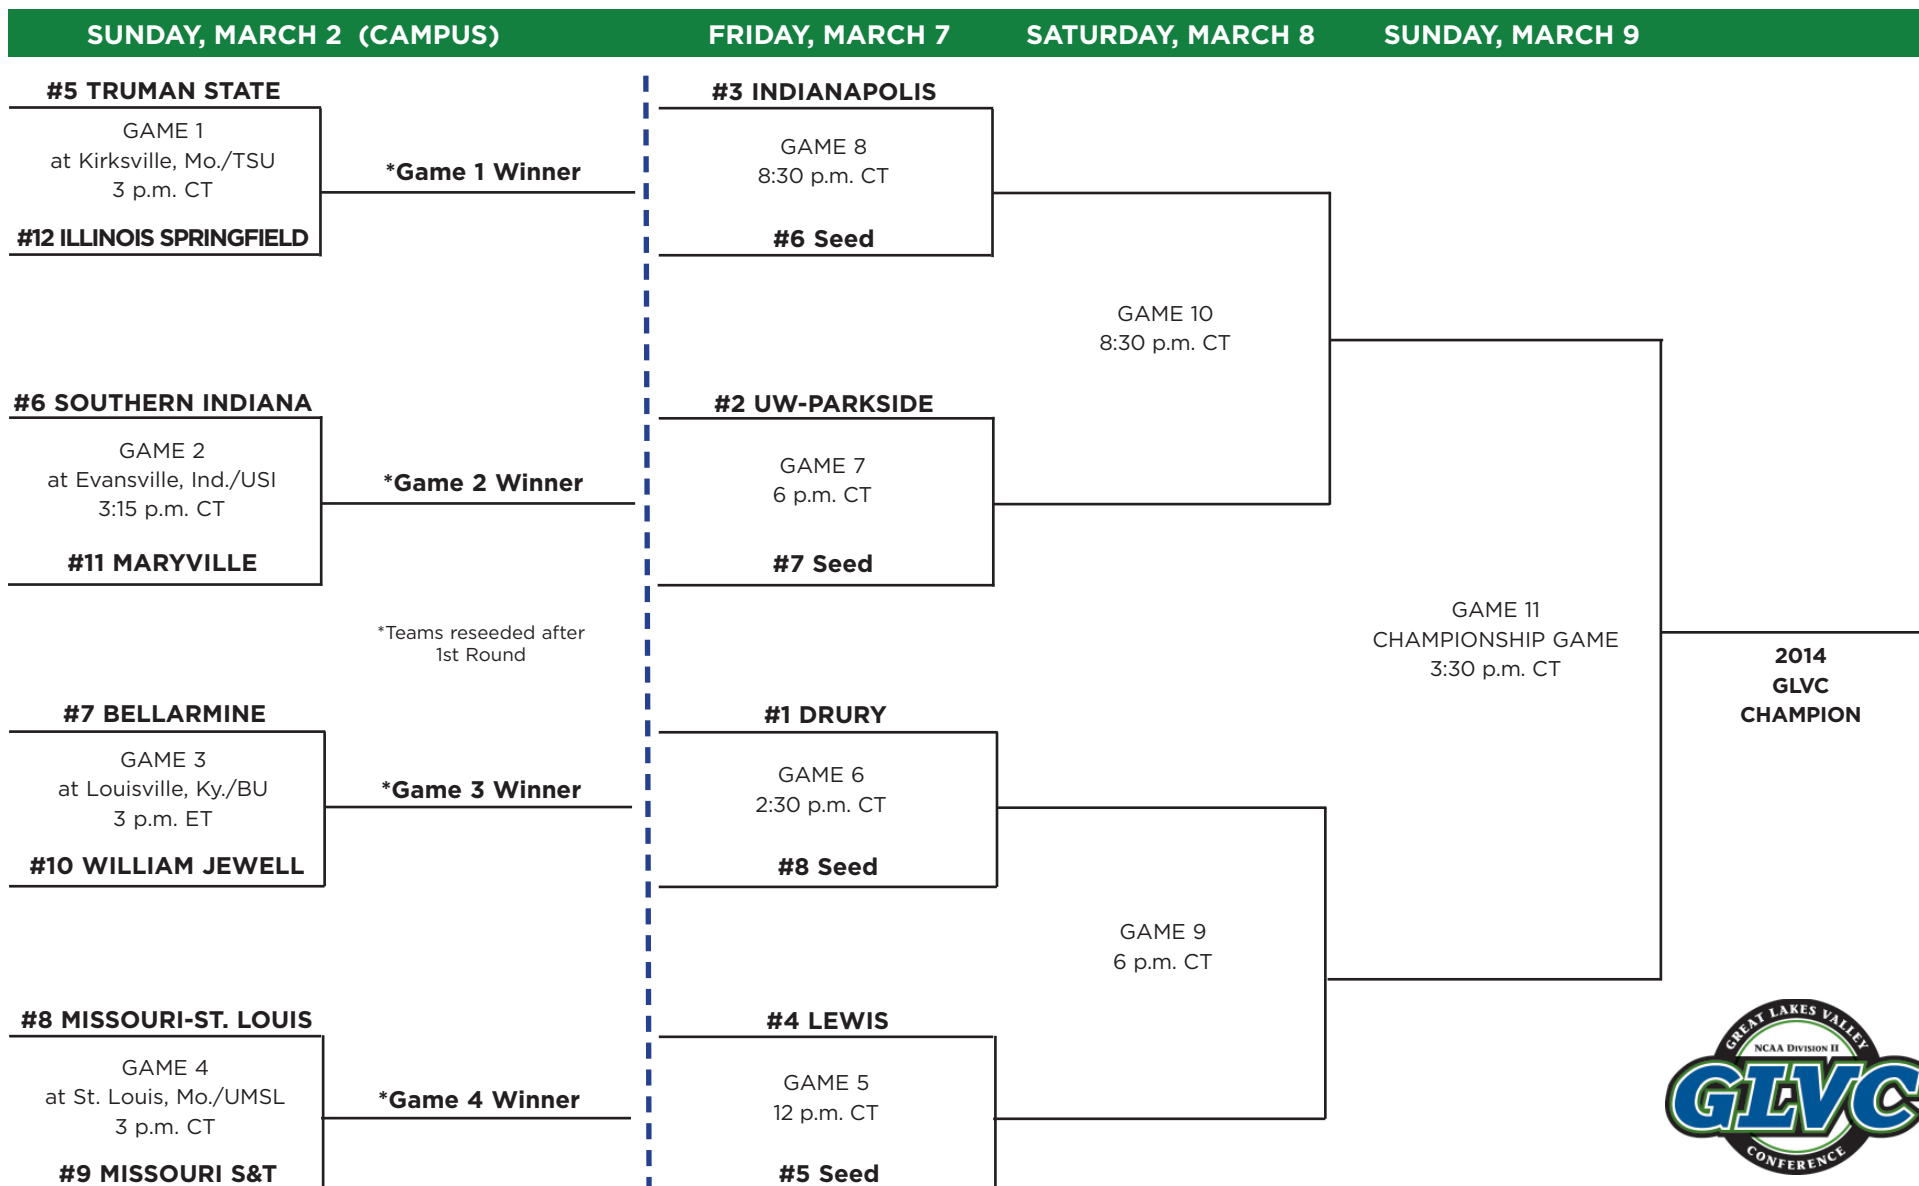 SUNDAY, MARCH 2 (CAMPUS)
FRIDAY, MARCH 7
SATURDAY, MARCH 8
SUNDAY, MARCH 9
#5 TRUMAN STATE
GAME 1
at Kirksville, Mo./TSU
3 p.m. CT
#12 ILLINOIS SPRINGFIELD
*Game 1 Winner
#6 SOUTHERN INDIANA
GAME 2
at Evansville, Ind./USI
3:15 p.m. CT
#11 MARYVILLE
*Game 2 Winner
*Teams reseeded after
1st Round
#7 BELLARMINE
GAME 3
at Louisville, Ky./BU
3 p.m. ET
#10 WILLIAM JEWELL
*Game 3 Winner
#8 MISSOURI-ST. LOUIS
GAME 4
at St. Louis, Mo./UMSL
3 p.m. CT
#9 MISSOURI S&T
*Game 4 Winner
#3 INDIANAPOLIS
GAME 8
8:30 p.m. CT
#6 Seed
#2 UW-PARKSIDE
GAME 7
6 p.m. CT
#7 Seed
#1 DRURY
GAME 6
2:30 p.m. CT
#8 Seed
#4 LEWIS
GAME 5
12 p.m. CT
#5 Seed
GAME 10
8:30 p.m. CT
GAME 9
6 p.m. CT
GAME 11
CHAMPIONSHIP GAME
3:30 p.m. CT
2014
GLVC
CHAMPION
GREAT LAKES VALLEY
NCAA DIVISION II
GLVC
CONFERENCE